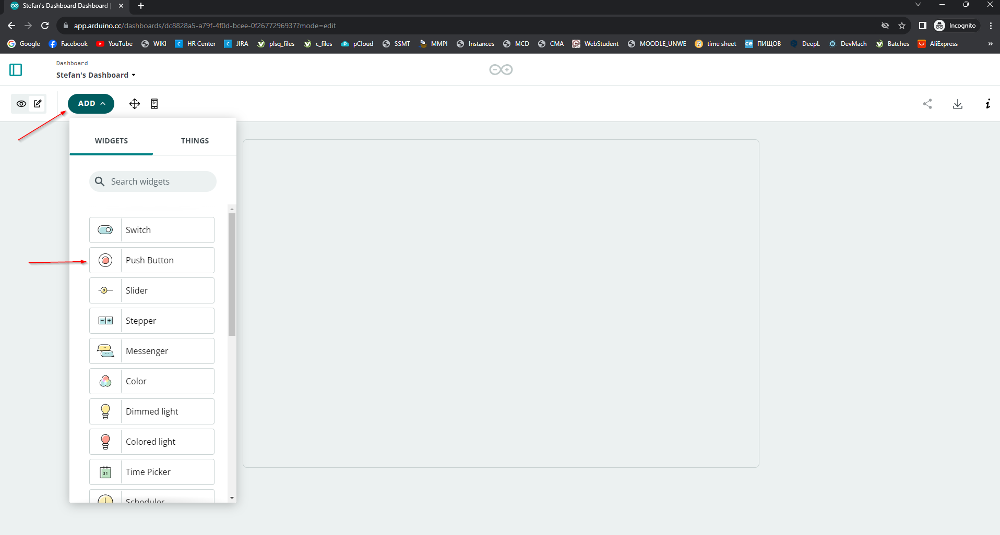 Stefan's Dashboard Dashboard |
app.arduino.cc/dashboards/dc8828a5-a79f-4f0d-bcee-0f2677296937?mode=edit
Incognito
Google Facebook YouTube WIKI HR Center JIRA plsq_files c_files pCloud SSMT MMPI Instances MCD CMA WebStudent MOODLE_UNWE time sheet ПИЩОВ DeepL DevMach Batches AliExpress »
Dashboard
Stefan's Dashboard
ADD
WIDGETS THINGS
Search widgets
Switch
Push Button
Slider
Stepper
Messenger
Color
Dimmed light
Colored light
31 Time Picker
Scheduler